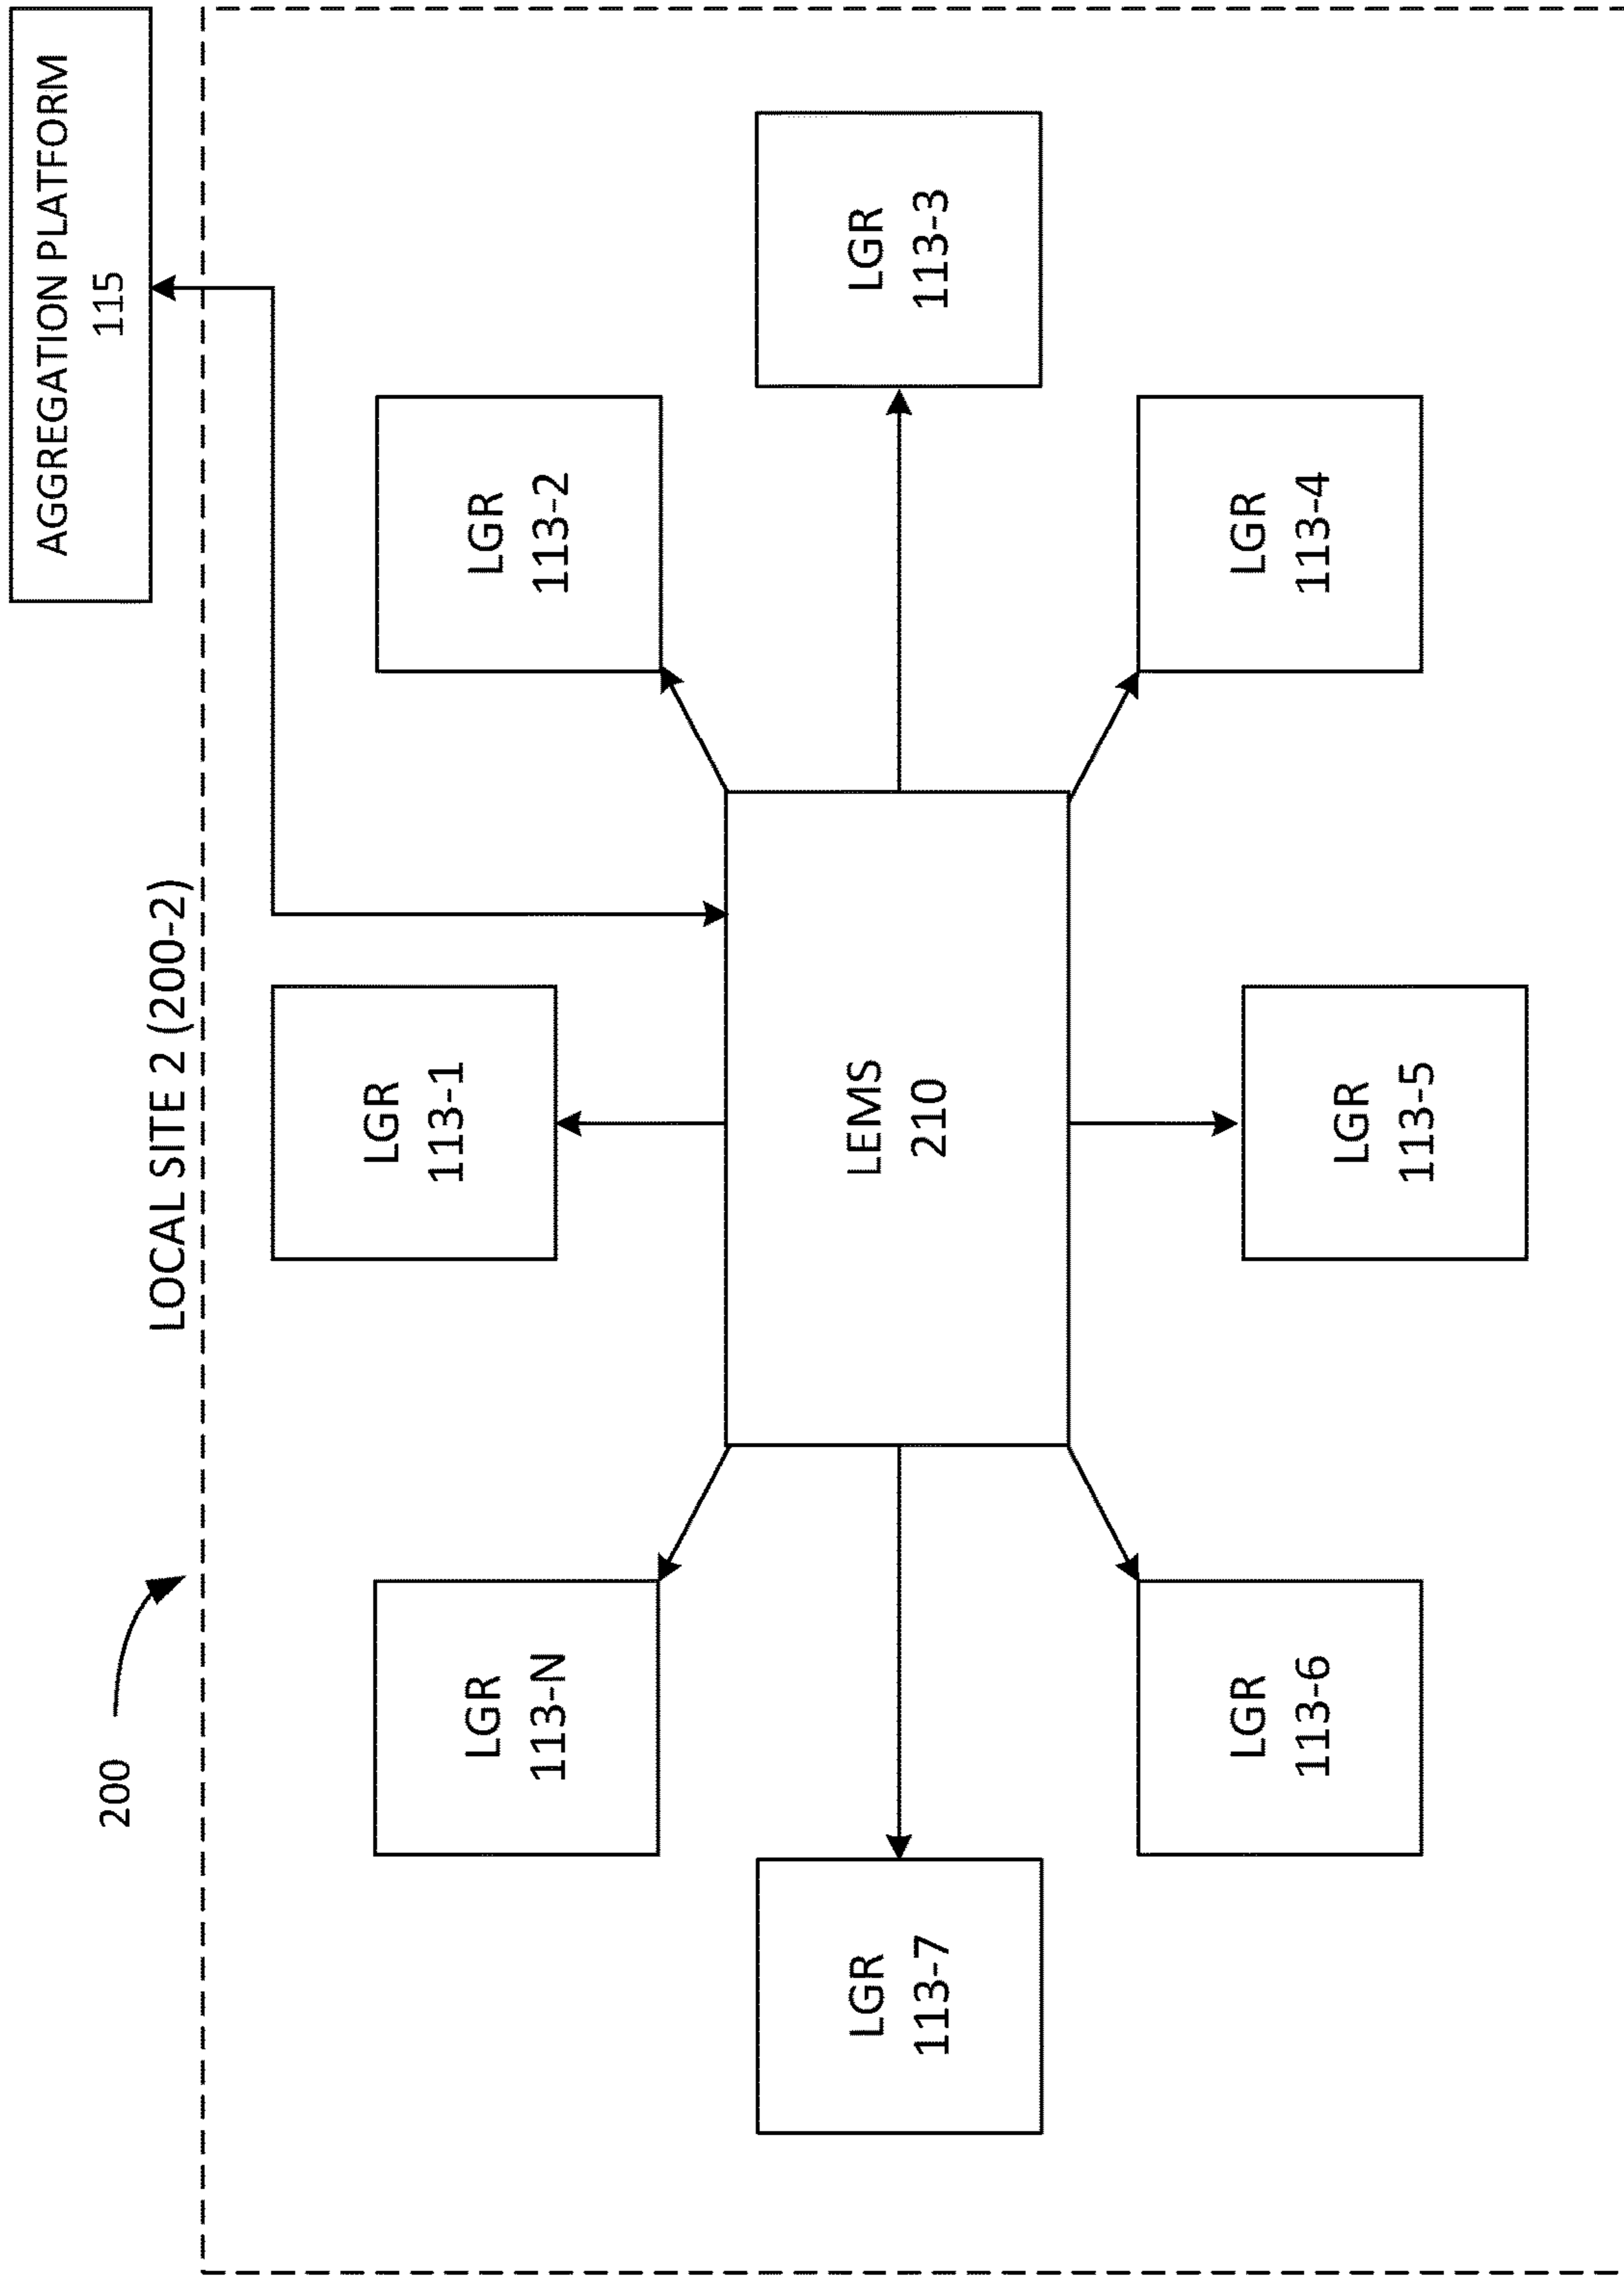 AGGREGATION PLATFORM
115
LOCAL SITE 2 (200-2)
200
LGR
113-1
LGR
113-2
LGR
113-3
LGR
113-4
LGR
113-5
LGR
113-6
LGR
113-7
LGR
113-N
LEMS
210